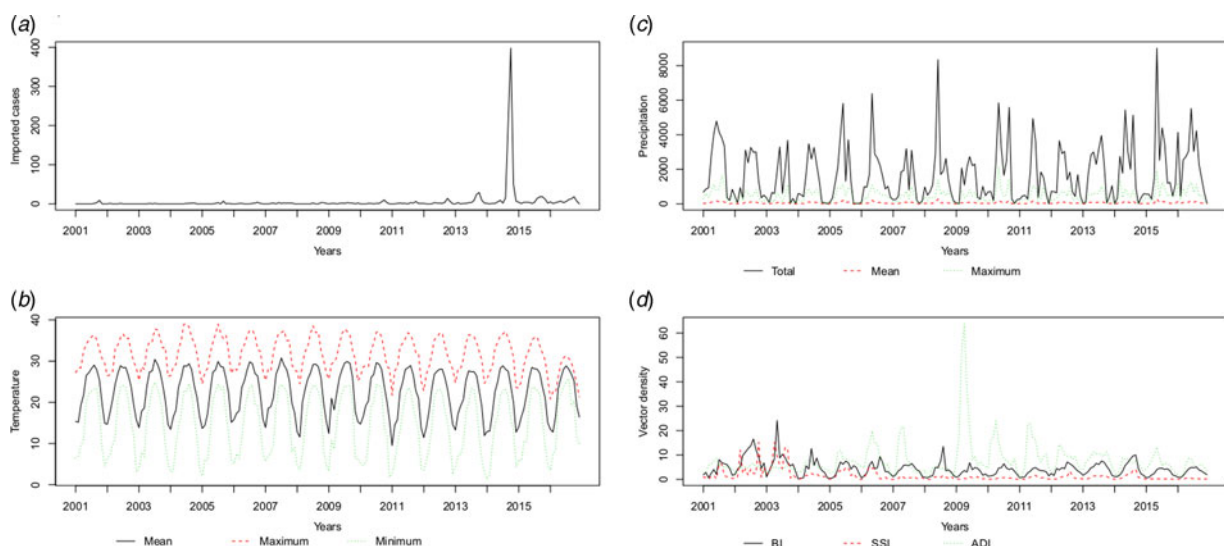 (a)
400
300
200
100
0
Imported cases
2001 2003 2005 2007 2009 2011 2013 2015
Years
(b)
40
30
20
10
0
Temperature
2001 2003 2005 2007 2009 2011 2013 2015
Years
Mean Maximum Minimum
(c)
8000
6000
4000
2000
0
Precipitation
2001 2003 2005 2007 2009 2011 2013 2015
Years
Total Mean Maximum
(d)
60
50
40
30
20
10
0
Vector density
2001 2003 2005 2007 2009 2011 2013 2015
Years